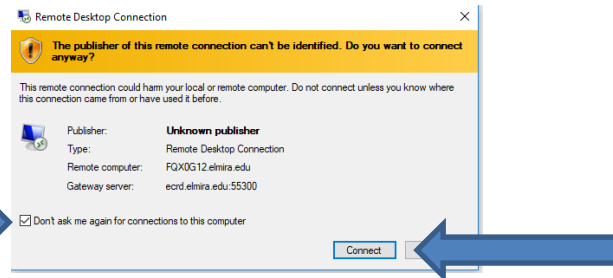 Remote Desktop Connection
The publisher of this remote connection can't be identified. Do you want to connect
anyway?
This remote connection could harm your local or remote computer. Do not connect unless you know where
this connection came from or have used it before.
Publisher: Unknown publisher
Type: Remote Desktop Connection
Remote computer: FQX0G12.elmira.edu
Gateway server: ecrd.elmira.edu:55300
Don't ask me again for connections to this computer
Connect